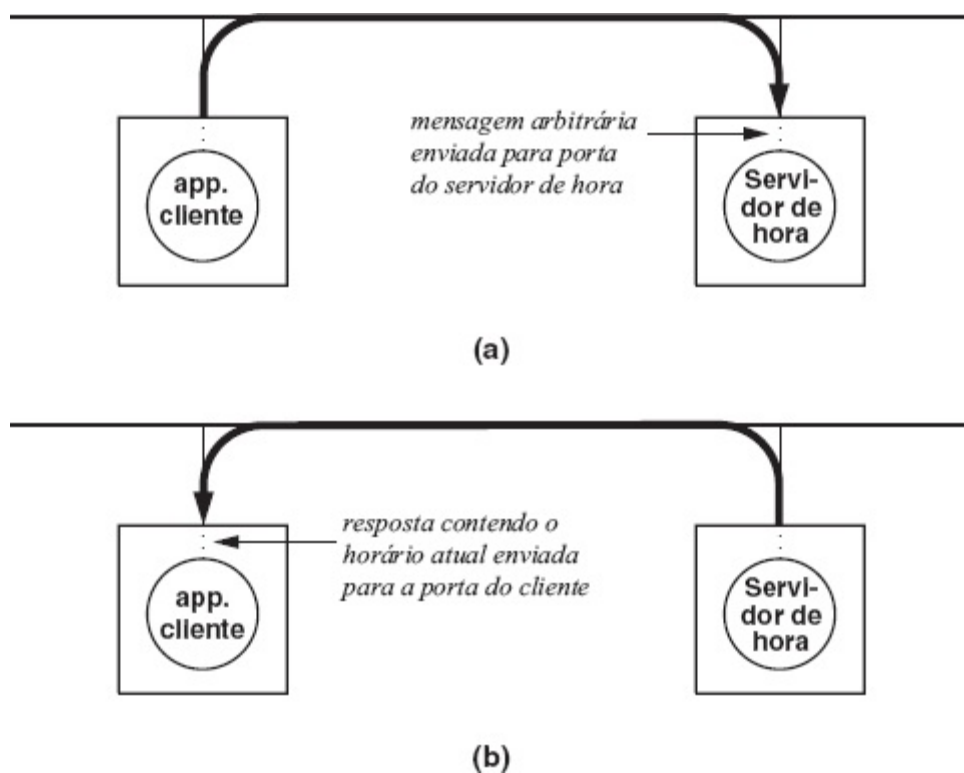 mensagem arbitrária
enviada para porta
do servidor de hora
app.
cliente
Servi-
dor de
hora
(a)
resposta contendo o
horário atual enviada
para a porta do cliente
app.
cliente
Servi-
dor de
hora
(b)